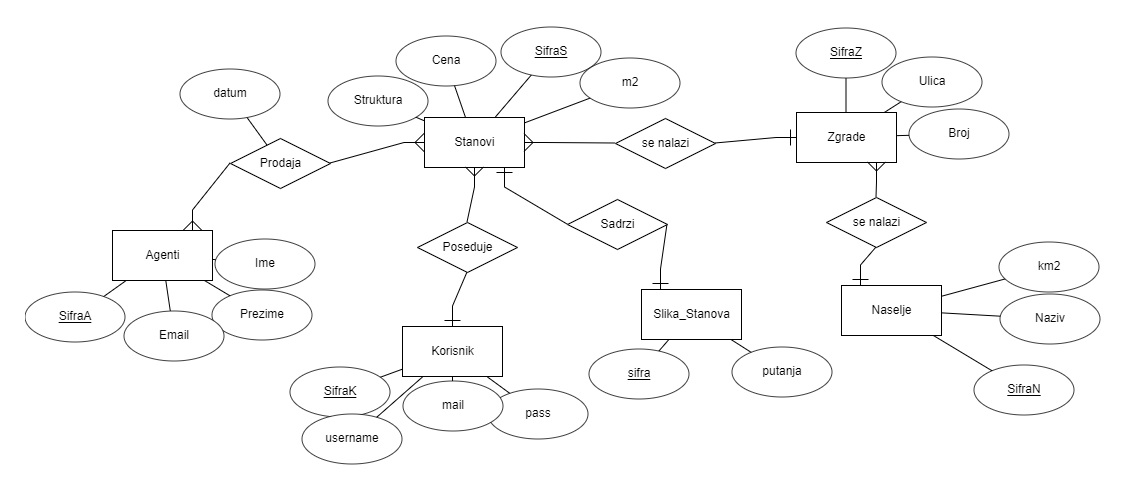 SifraS
SifraZ
Cena
m2
Ulica
datum
Struktura
Broj
Stanovi
Zgrade
se nalazi
Prodaja
Sadrzi
se nalazi
Poseduje
Agenti
Ime
km2
SifraA
Prezime
Email
Slika_Stanova
Naselje
Naziv
Korisnik
sifra
putanja
SifraK
mail
pass
SifraN
username